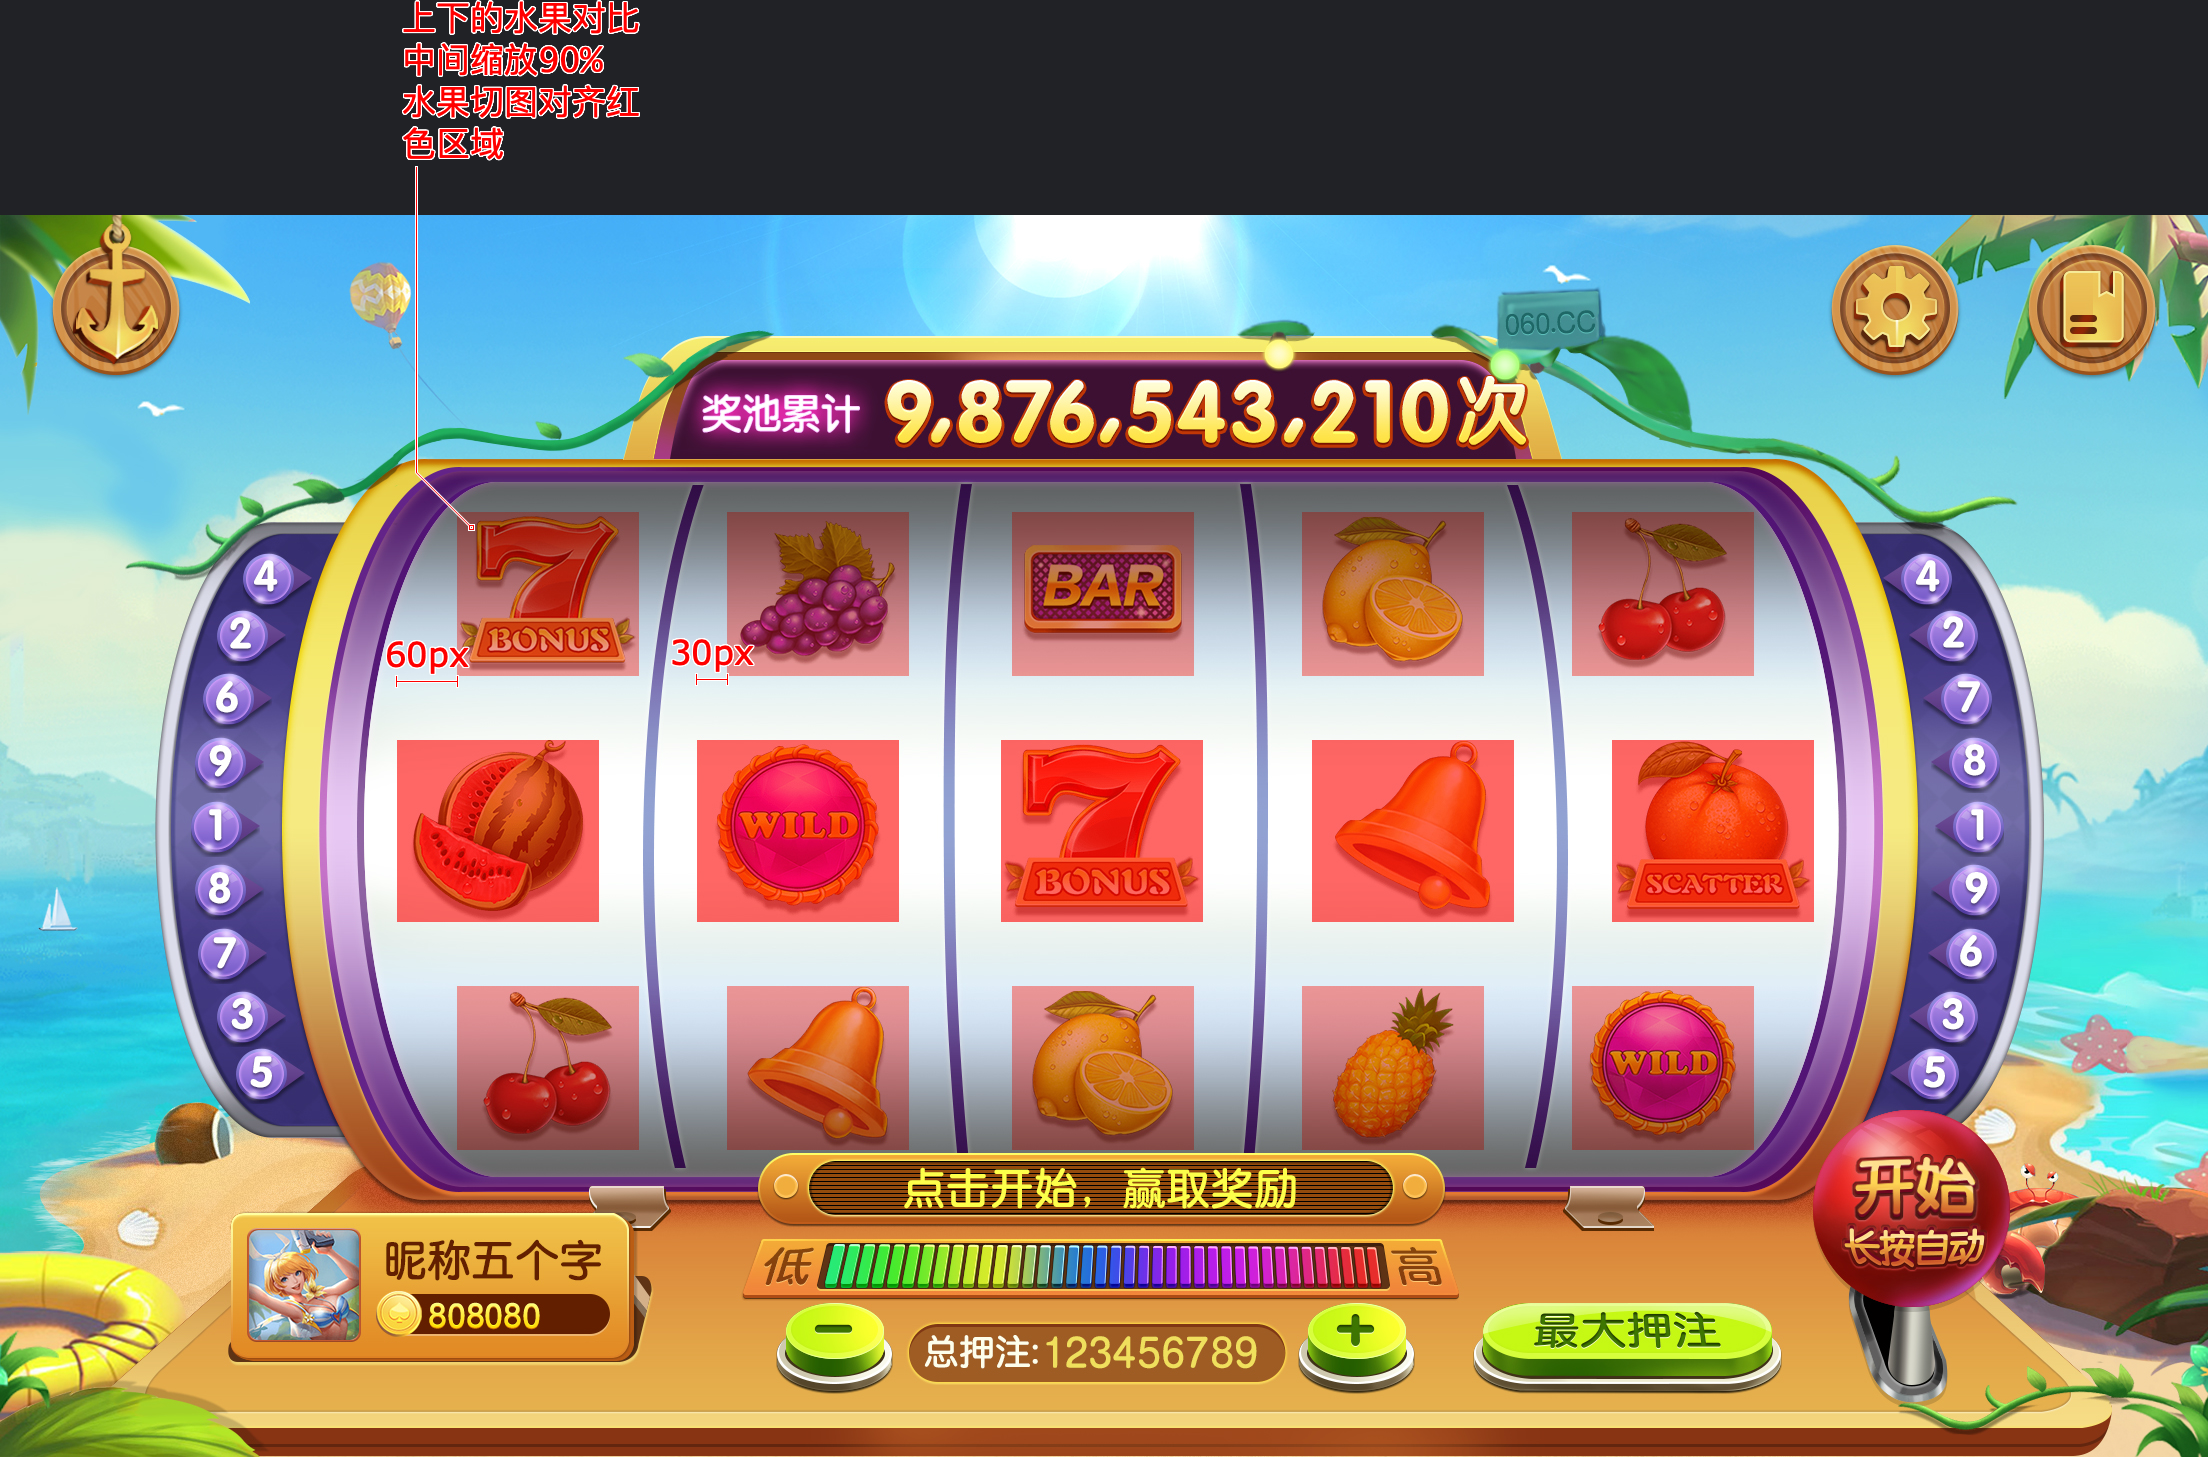 上下的水果对比
中间缩放90%
水果切图对齐红
色区域
060.CC
奖池累计 9,876,543,210次
BONUS
BAR
60px
30px
4
2
6
9
1
8
7
3
5
4
2
7
8
1
9
6
3
5
WILD
BONUS
SCATTER
WILD
点击开始，赢取奖励
开始
长按自动
昵称五个字
808080
低
高
总押注:123456789
最大押注